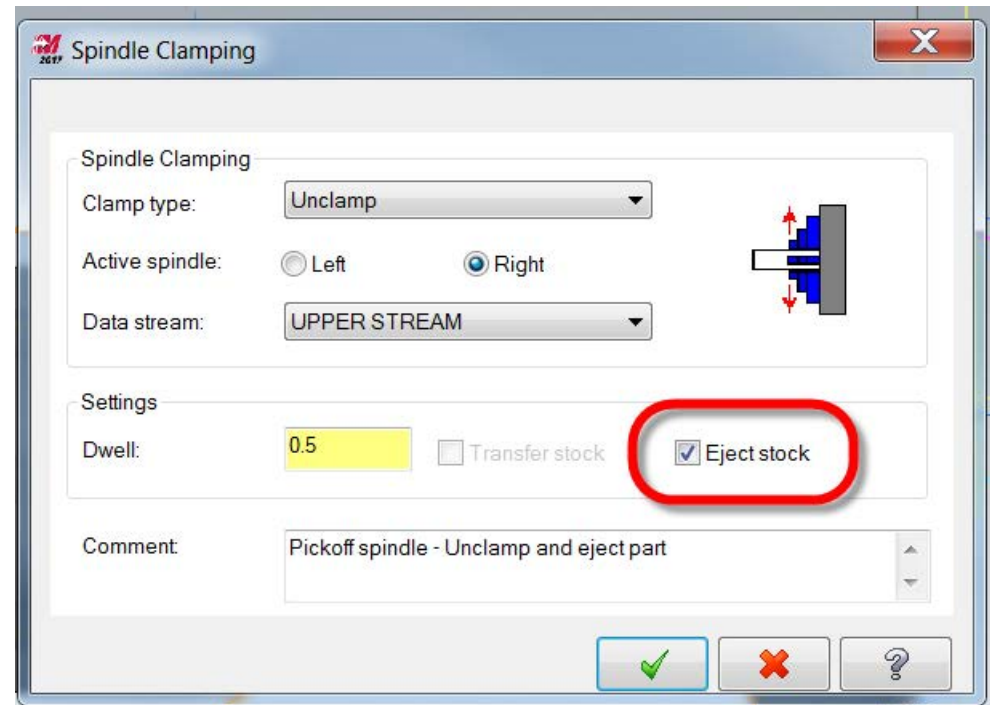 2017
Spindle Clamping
Spindle Clamping
Clamp type:
Unclamp
Active spindle:
Left
Right
Data stream:
UPPER STREAM
Settings
Dwell:
0.5
Transfer stock
Eject stock
Comment:
Pickoff spindle - Unclamp and eject part